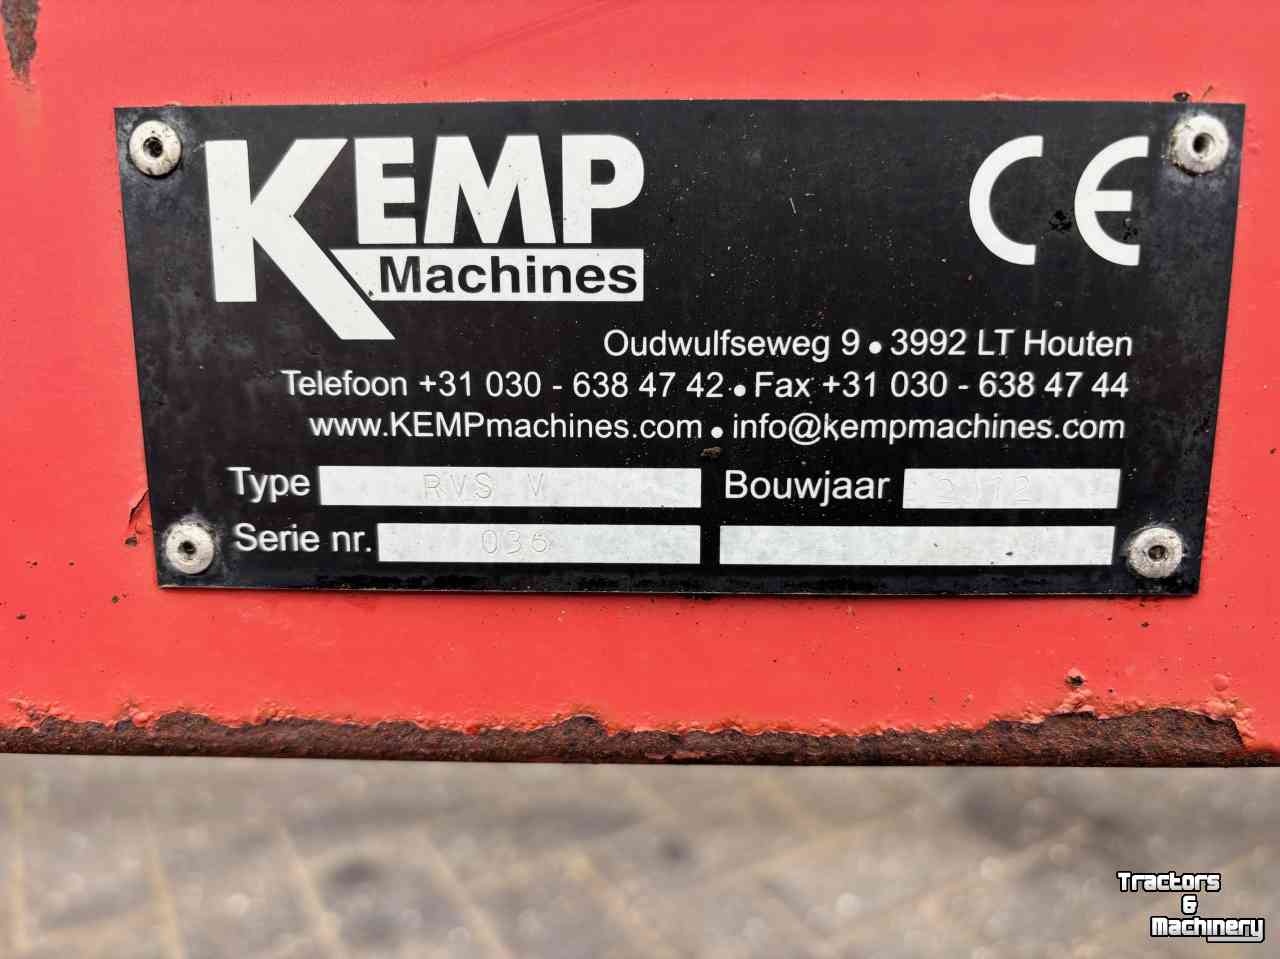 KEMP
Machines
CE
Oudwulfseweg 9 • 3992 LT Houten
Telefoon +31 030 - 638 47 42 • Fax +31 030 - 638 47 44
www.KEMPmachines.com • info@kempmachines.com
Type RVS V Bouwjaar 2012
Serie nr. 036
Tractors
&
Machinery